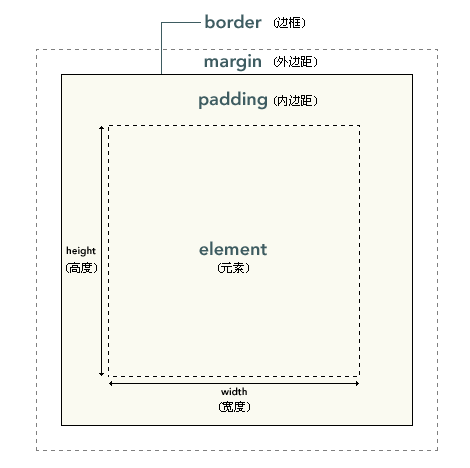 border (边框)
margin (外边距)
padding (内边距)
height
(高度)
element
(元素)
width
(宽度)